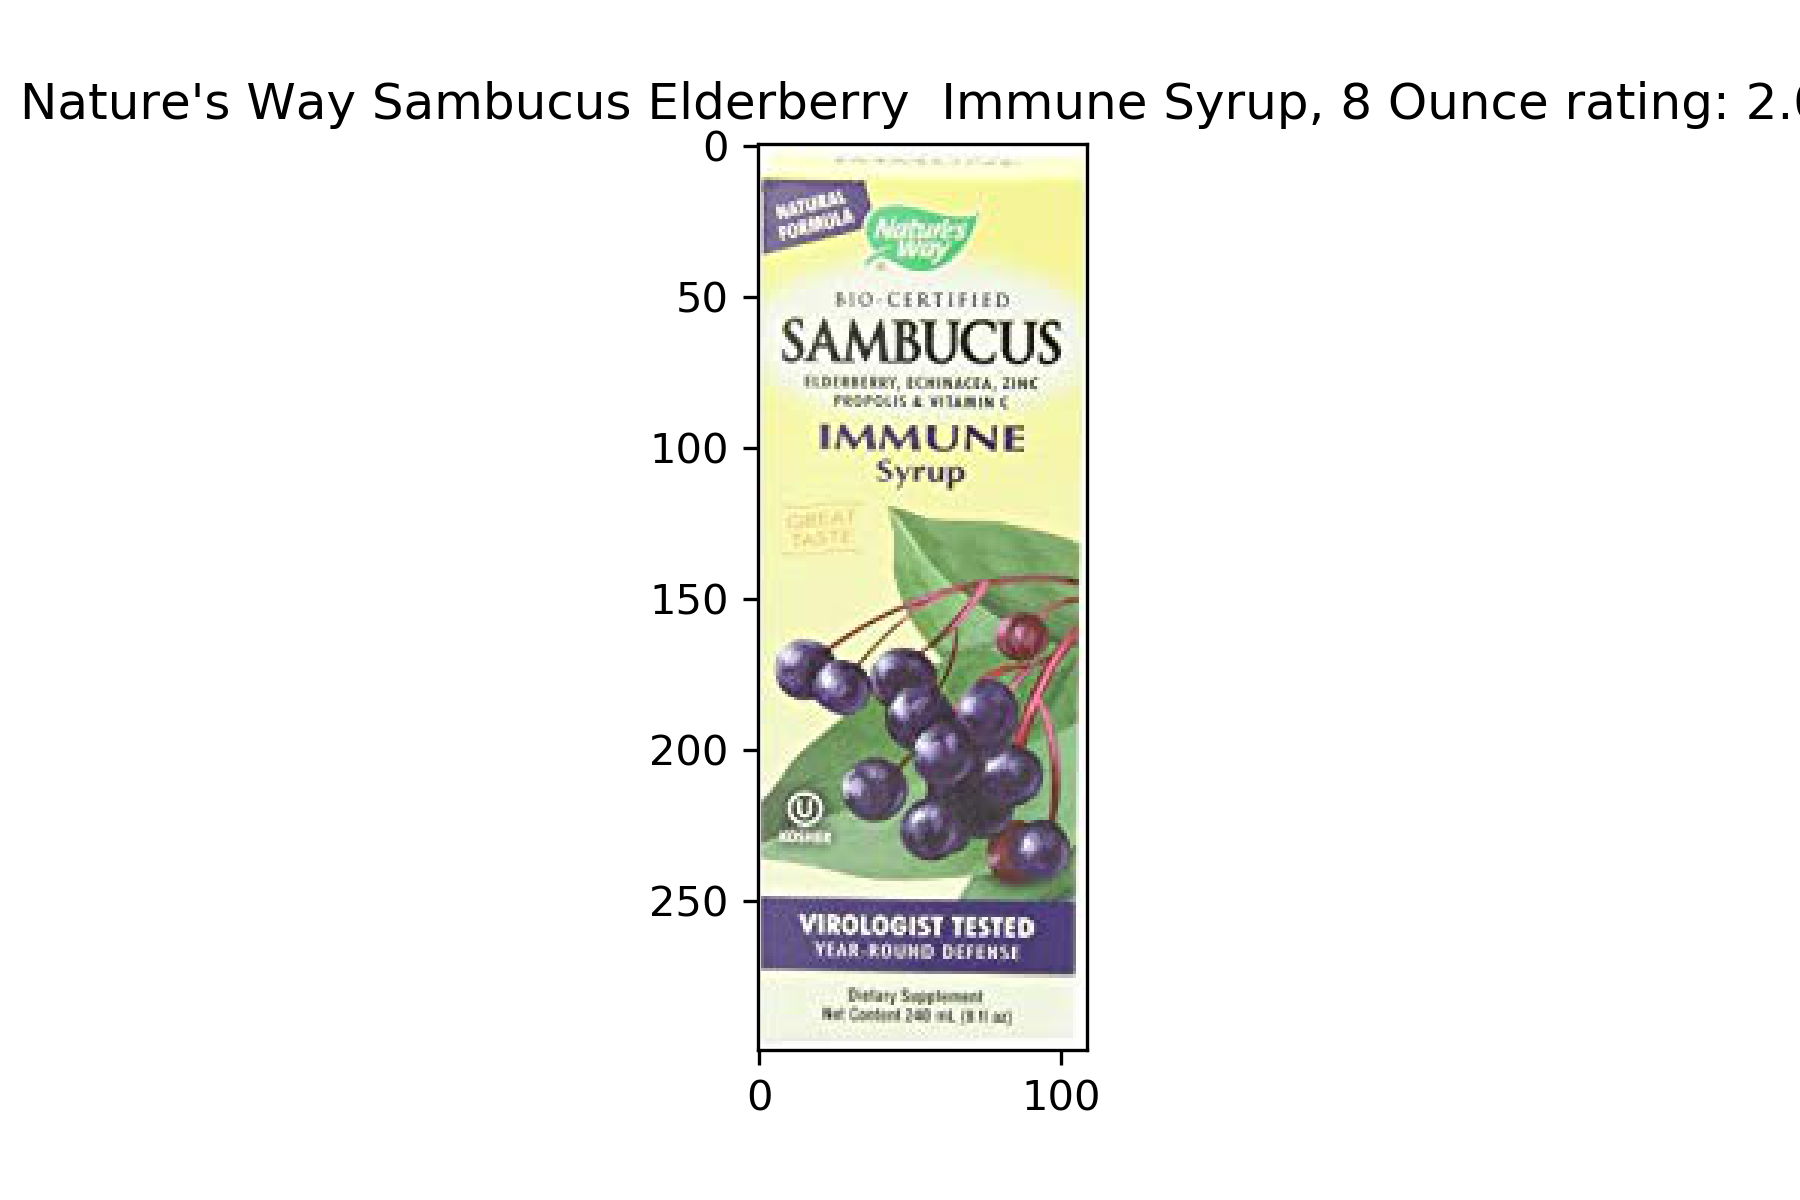 Nature's Way Sambucus Elderberry  Immune Syrup, 8 Ounce rating: 2.0
0
NATURAL
FORMULA
Nature's
Way
50
BIO-CERTIFIED
SAMBUCUS
ELDERBERRY, ECHINACEA, ZINC
PROPOLIS & VITAMIN C
100
IMMUNE
Syrup
GREAT
TASTE
150
200
U
KOSHER
250
VIROLOGIST TESTED
YEAR-ROUND DEFENSE
Dietary Supplement
Net Content 240 mL (8 fl oz)
0
100